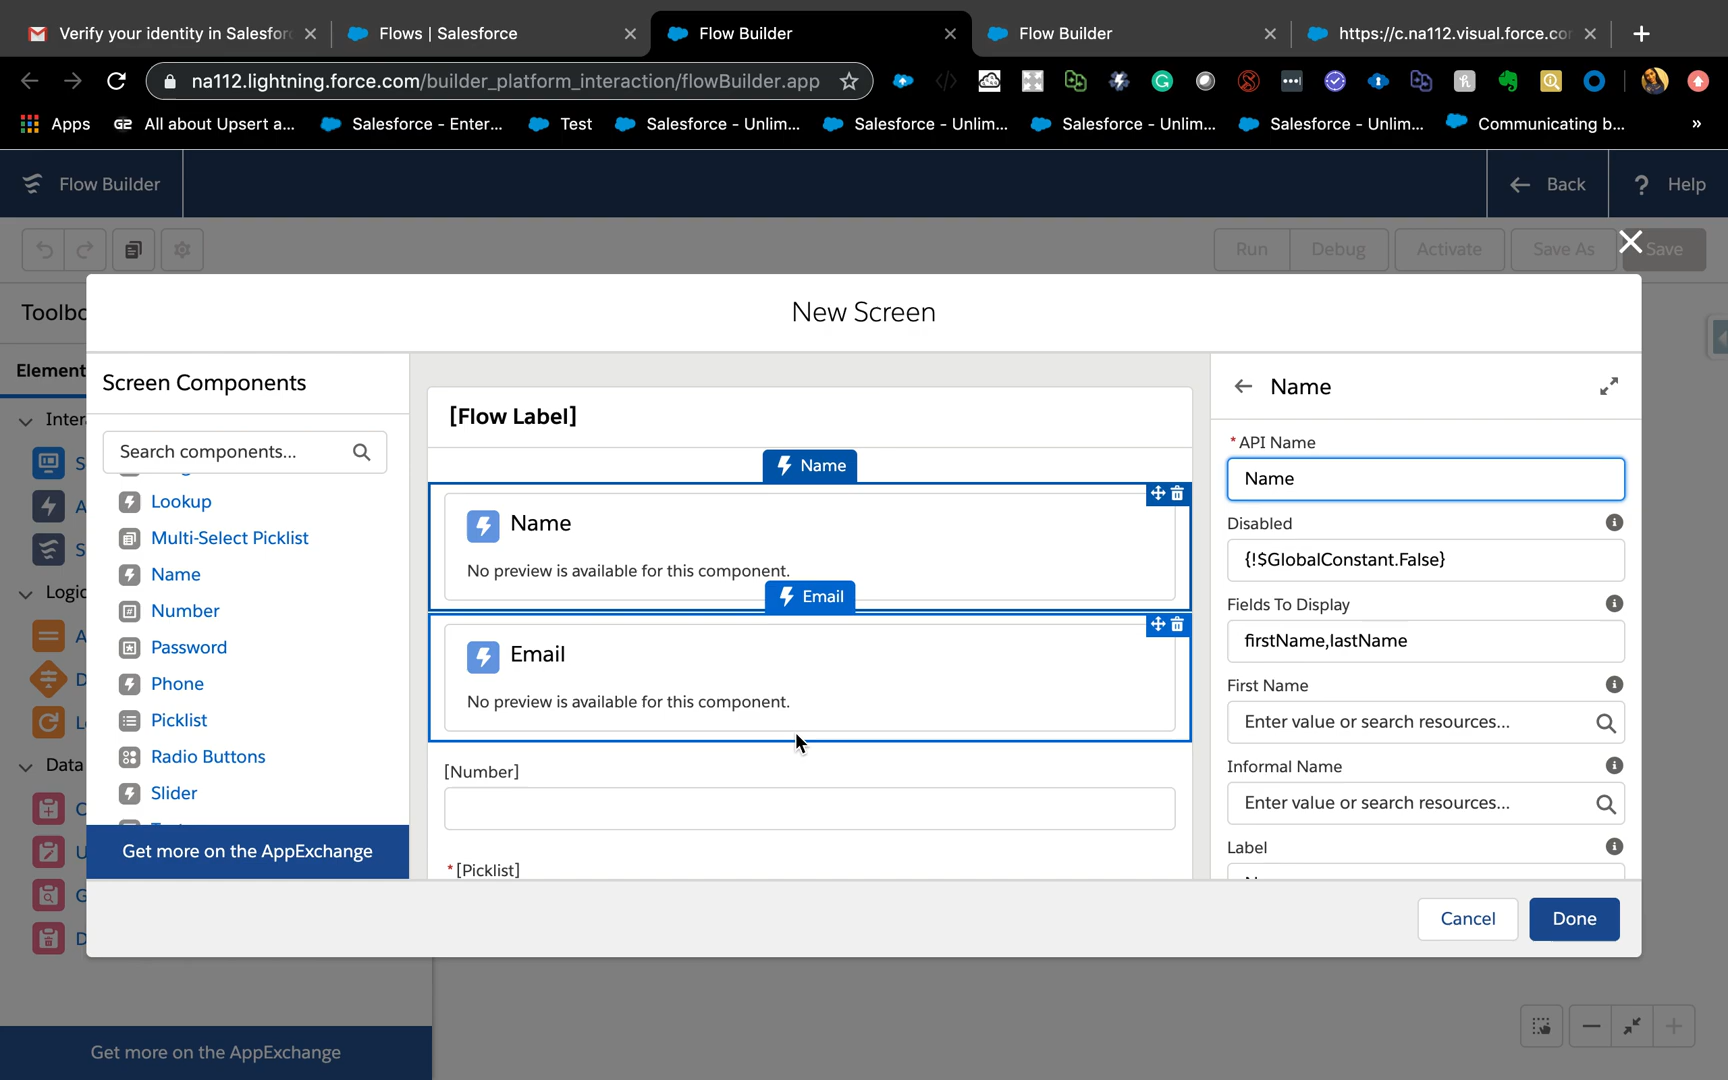 Verify your identity in Salesforc
Flows | Salesforce
Flow Builder
Flow Builder
https://c.na112.visual.force.cor
na112.lightning.force.com/builder_platform_interaction/flowBuilder.app
Apps
All about Upsert a...
Salesforce - Enter...
Test
Salesforce - Unlim...
Salesforce - Unlim...
Salesforce - Unlim...
Salesforce - Unlim...
Communicating b...
»
Flow Builder
Back
? Help
Run
Debug
Activate
Save As
Save
Toolbo
New Screen
Element
Screen Components
Search components...
Lookup
Multi-Select Picklist
Name
Number
Password
Phone
Picklist
Radio Buttons
Slider
Get more on the AppExchange
Inter
Logic
Data
[Flow Label]
Name
Name
No preview is available for this component.
Email
Email
No preview is available for this component.
[Number]
*[Picklist]
Name
*API Name
Name
Disabled
{!$GlobalConstant.False}
Fields To Display
firstName,lastName
First Name
Enter value or search resources...
Informal Name
Enter value or search resources...
Label
Cancel
Done
Get more on the AppExchange